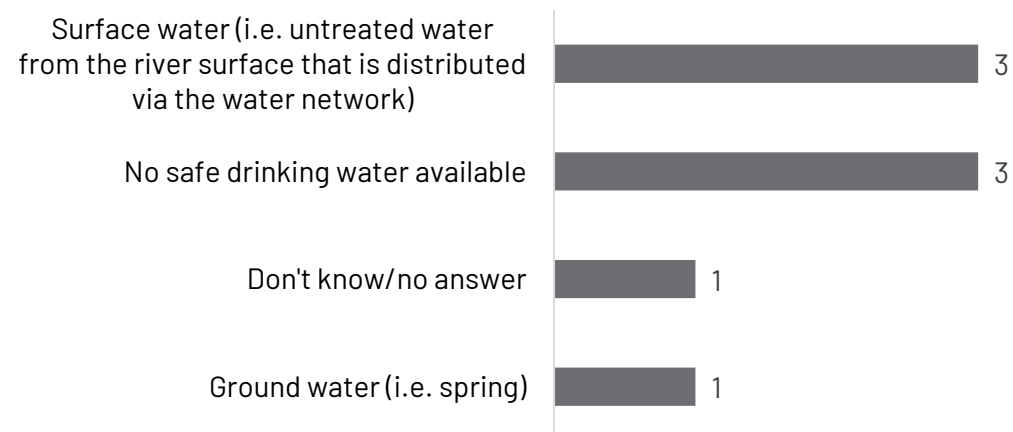 Surface water (i.e. untreated water
from the river surface that is distributed
via the water network)
3
No safe drinking water available
3
Don't know/no answer
1
Ground water (i.e. spring)
1